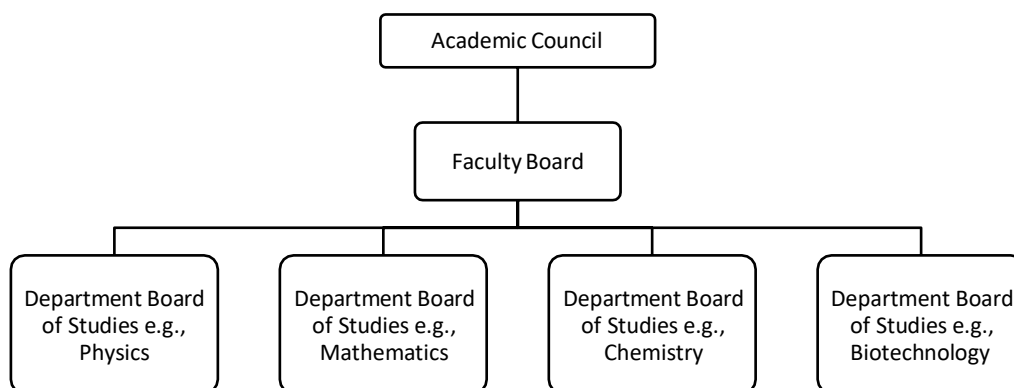 Academic Council
Faculty Board
Department Board
of Studies e.g.,
Physics
Department Board
of Studies e.g.,
Mathematics
Department Board
of Studies e.g.,
Chemistry
Department Board
of Studies e.g.,
Biotechnology